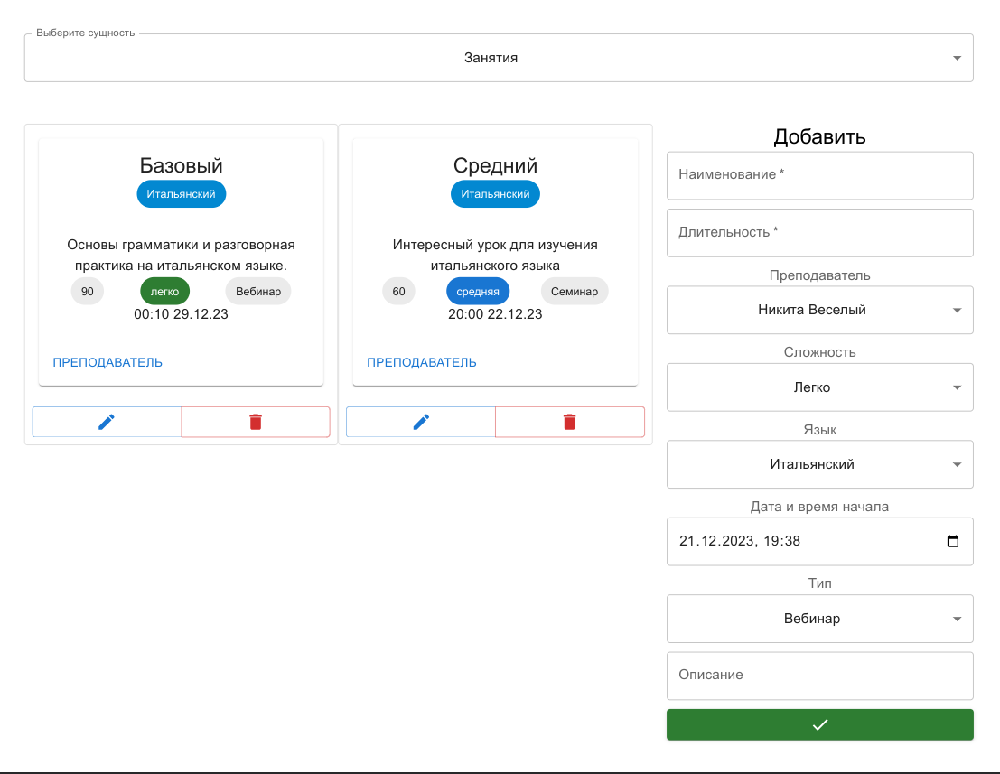 Выберите сущность
Занятия
Базовый
Итальянский
Основы грамматики и разговорная
практика на итальянском языке.
90 легко Вебинар
00:10 29.12.23
ПРЕПОДАВАТЕЛЬ
Средний
Итальянский
Интересный урок для изучения
итальянского языка
60 средняя Семинар
20:00 22.12.23
ПРЕПОДАВАТЕЛЬ
Добавить
Наименование *
Длительность *
Преподаватель
Никита Веселый
Сложность
Легко
Язык
Итальянский
Дата и время начала
21.12.2023, 19:38
Тип
Вебинар
Описание